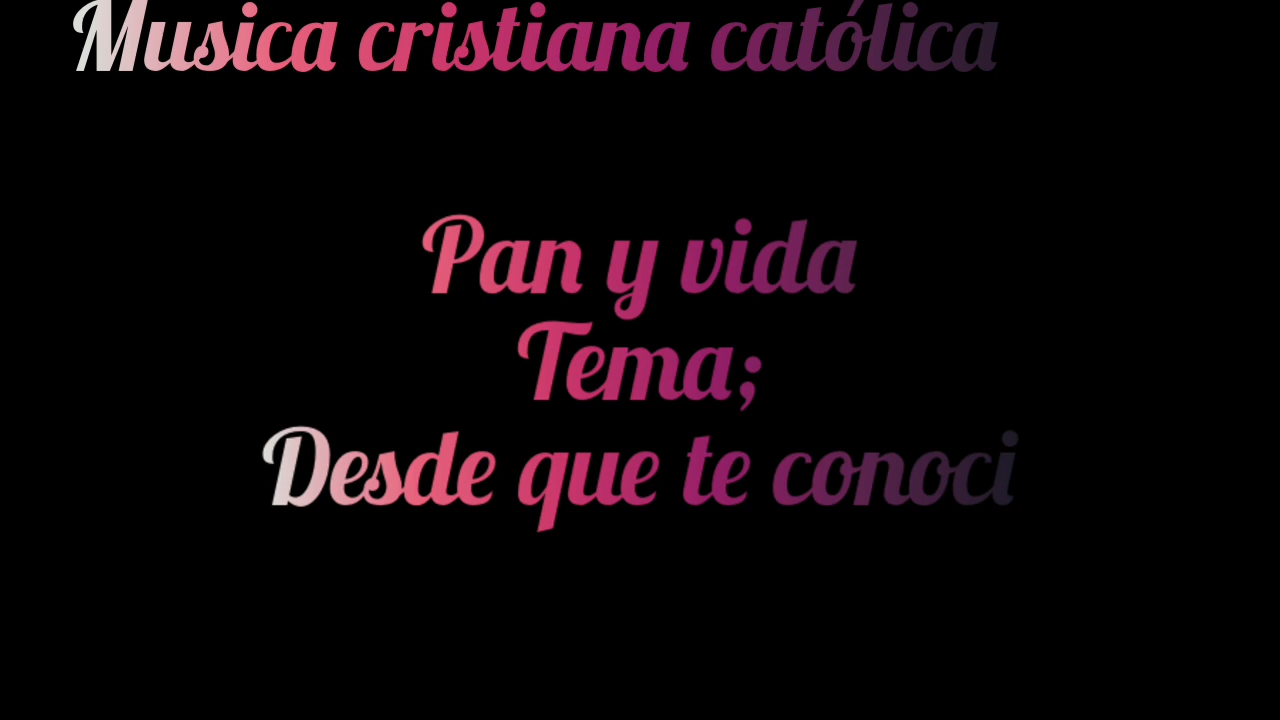 Musica cristiana católica
Pan y vida
Tema;
Desde que te conoci